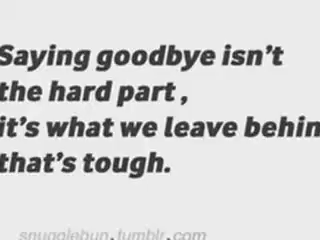 Saying goodbye isn't
the hard part ,
it's what we leave behin
that's tough.
snugglebun.tumblr.com